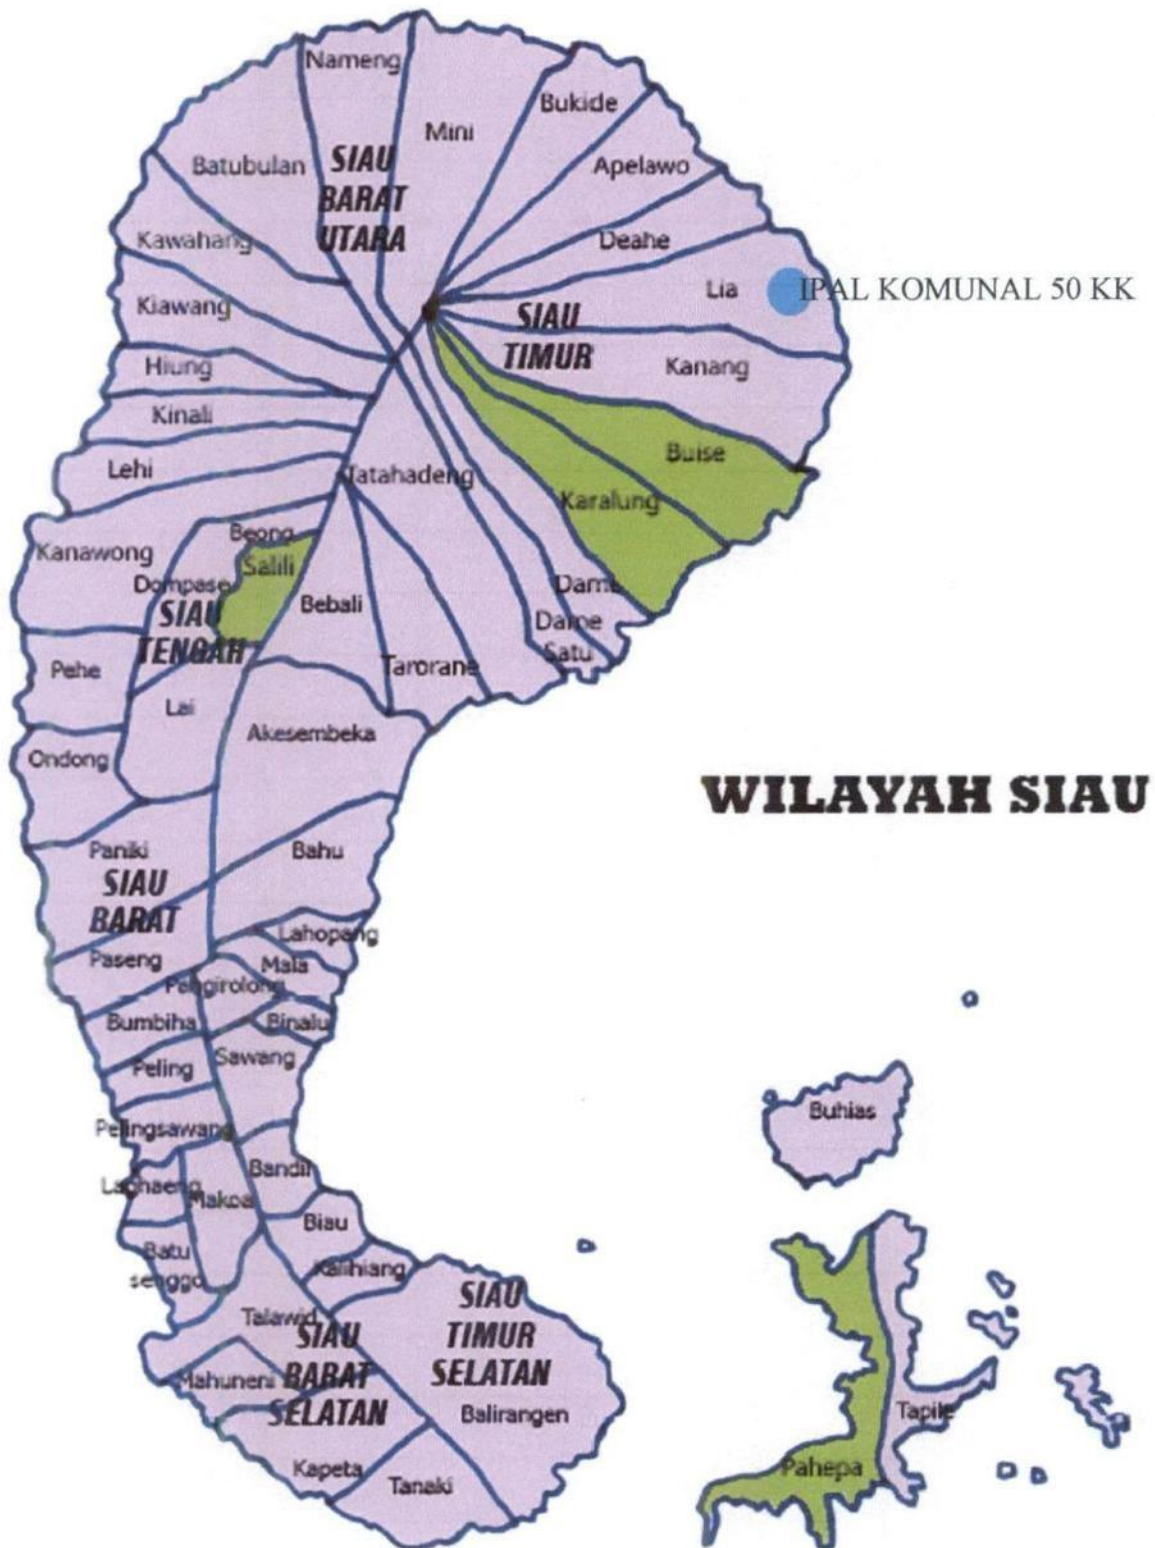 Nameng
Mini
Bukide
SIAU
BARAT
UTARA
Batubulan
Apelawo
Kawahang
Deahe
Lia
IPAL KOMUNAL 50 KK
Kiawang
SIAU
TIMUR
Hiung
Kanang
Kinali
Buise
Lehi
Tatahadeng
Karalung
Beong
Kanawong
Salili
Dompase
Dame
SIAU
TENGAH
Bebali
Dame
Satu
Pehe
Tarorane
Lai
Akesembeka
Ondong
WILAYAH SIAU
Paniki
Bahu
SIAU
BARAT
Lahopang
Paseng
Mala
Pangirolong
Bumbiha
Binalu
Peling
Sawang
Buhias
Pelingsawang
Bandil
Laghaeng
Makoa
Biau
Batu
senggo
Kalihiang
SIAU
TIMUR
SELATAN
Talawid
SIAU
BARAT
SELATAN
Mahuneni
Balirangen
Tapile
Kapeta
Tanaki
Pahepa